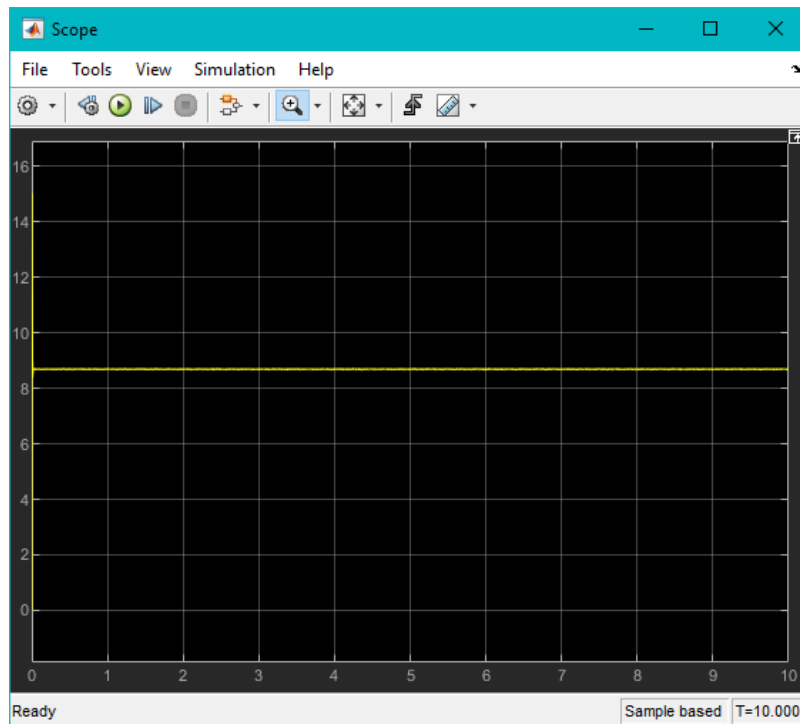 Scope
File Tools View Simulation Help
16
14
12
10
8
6
4
2
0
0 1 2 3 4 5 6 7 8 9 10
Ready Sample based T=10.000